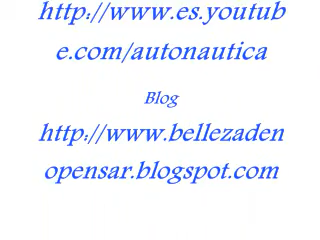 http://www.es.youtub
e.com/autonautica
Blog
http://www.bellezaden
opensar.blogspot.com